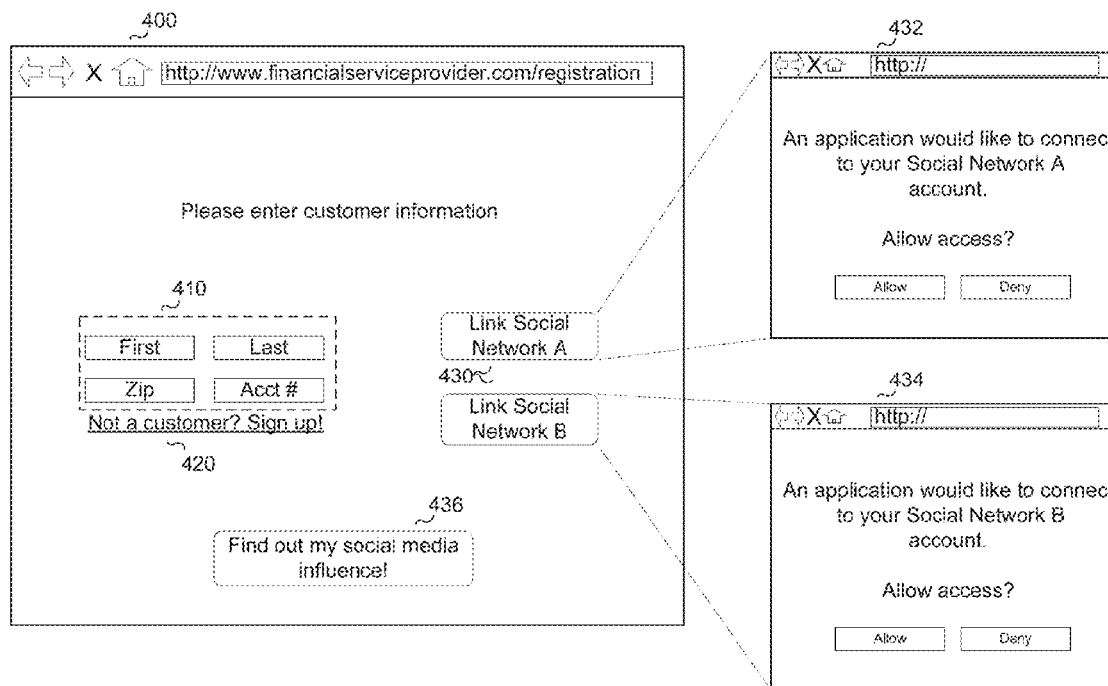 400
X http://www.financialserviceprovider.com/registration
Please enter customer information
410
First Last
Zip Acct #
Not a customer? Sign up!
420
Link Social
Network A
430
Link Social
Network B
436
Find out my social media
influence!
432
X http://
An application would like to connec
to your Social Network A
account.
Allow access?
Allow Deny
434
X http://
An application would like to connec
to your Social Network B
account.
Allow access?
Allow Deny